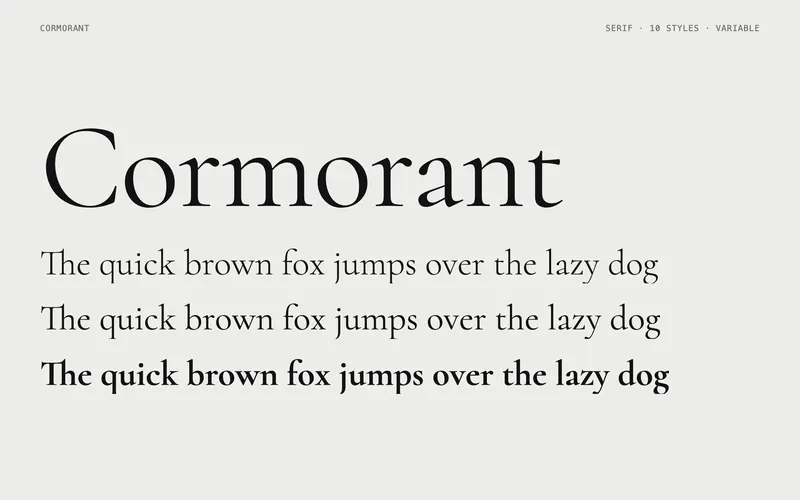 CORMORANT
SERIF · 10 STYLES · VARIABLE
Cormorant
The quick brown fox jumps over the lazy dog
The quick brown fox jumps over the lazy dog
The quick brown fox jumps over the lazy dog